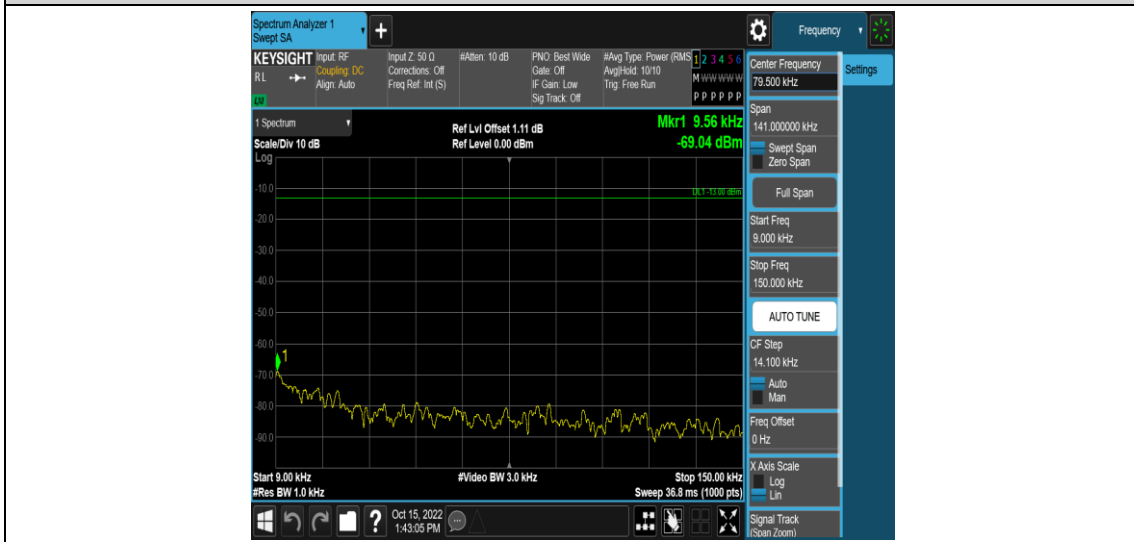 Spectrum Analyzer 1
Swept SA
+
Frequency
KEYSIGHT
RL
Input: RF
Coupling: DC
Align: Auto
Input Z: 50 Ω
Corrections: Off
Freq Ref: Int (S)
#Atten: 10 dB
PNO: Best Wide
Gate: Off
IF Gain: Low
Sig Track: Off
#Avg Type: Power (RMS
Avg|Hold: 10/10
Trig: Free Run
1 2 3 4 5 6
M W W W W W
P P P P P P
1 Spectrum
Scale/Div 10 dB
Log
Ref Lvl Offset 1.11 dB
Ref Level 0.00 dBm
Mkr1 9.56 kHz
-69.04 dBm
DL1 -13.00 dBm
-10.0
-20.0
-30.0
-40.0
-50.0
-60.0
1
-70.0
-80.0
-90.0
Start 9.00 kHz
#Res BW 1.0 kHz
#Video BW 3.0 kHz
Stop 150.00 kHz
Sweep 36.8 ms (1000 pts)
Center Frequency
79.500 kHz
Settings
Span
141.000000 kHz
Swept Span
Zero Span
Full Span
Start Freq
9.000 kHz
Stop Freq
150.000 kHz
AUTO TUNE
CF Step
14.100 kHz
Auto
Man
Freq Offset
0 Hz
X Axis Scale
Log
Lin
Signal Track
(Span Zoom)
?
Oct 15, 2022
1:43:05 PM